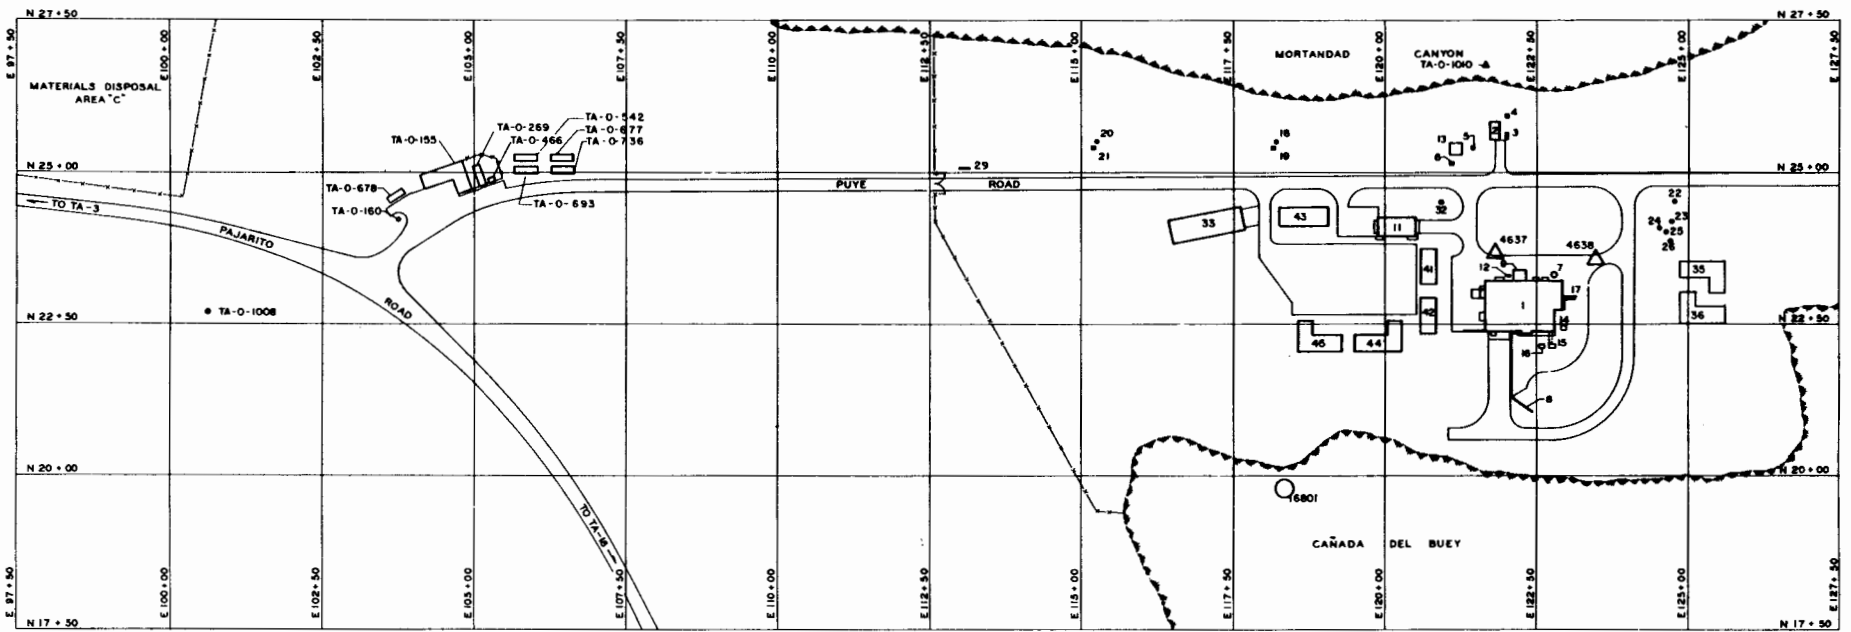 N 27 + 50
N 27 + 50
E 97 + 50
E 100 + 00
E 102 + 50
E 105 + 00
E 107 + 50
E 110 + 00
E 112 + 50
E 115 + 00
E 117 + 50
E 120 + 00
E 122 + 50
E 125 + 00
E 127 + 50
MATERIALS DISPOSAL
AREA "C"
MORTANDAD CANYON
TA-0-1010
TA-0-542
TA-0-677
TA-0-736
TA-0-269
TA-0-466
TA-0-155
TA-0-678
TA-0-160
TA-0-693
20
21
18
19
13
5
6
4
2
3
N 25 + 00
29
N 25 + 00
PUYE ROAD
TO TA-3
PAJARITO
ROAD
33
43
11
32
22
23
24
25
26
4637
4638
41
12
9
7
17
1
35
TA-0-1008
N 22 + 50
42
14
36
N 22 + 50
45
44
16
15
8
N 20 + 00
N 20 + 00
16801
TO TA-18
CAÑADA DEL BUEY
E 97 + 50
E 100 + 00
E 102 + 50
E 105 + 00
E 107 + 50
E 110 + 00
E 112 + 50
E 115 + 00
E 117 + 50
E 120 + 00
E 122 + 50
E 125 + 00
E 127 + 50
N 17 + 50
N 17 + 50